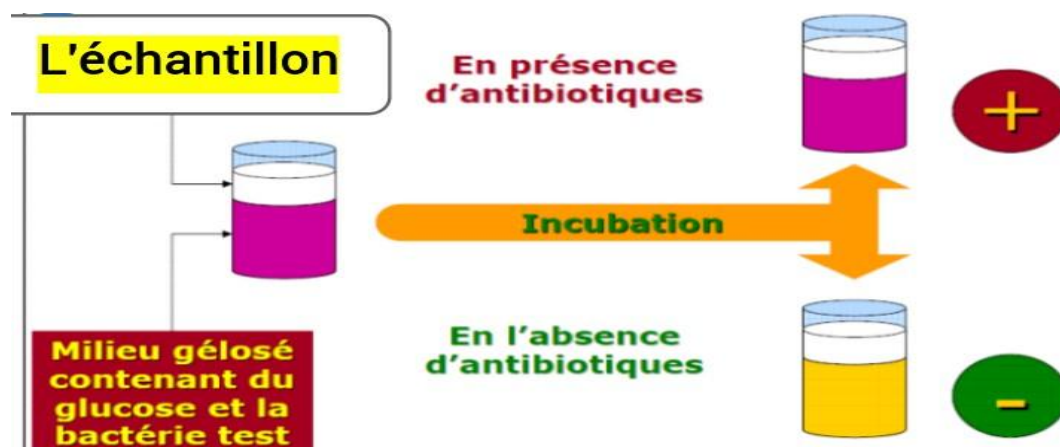 L'échantillon
En présence
d'antibiotiques
+
Incubation
En l'absence
d'antibiotiques
-
Milieu gélosé
contenant du
glucose et la
bactérie test